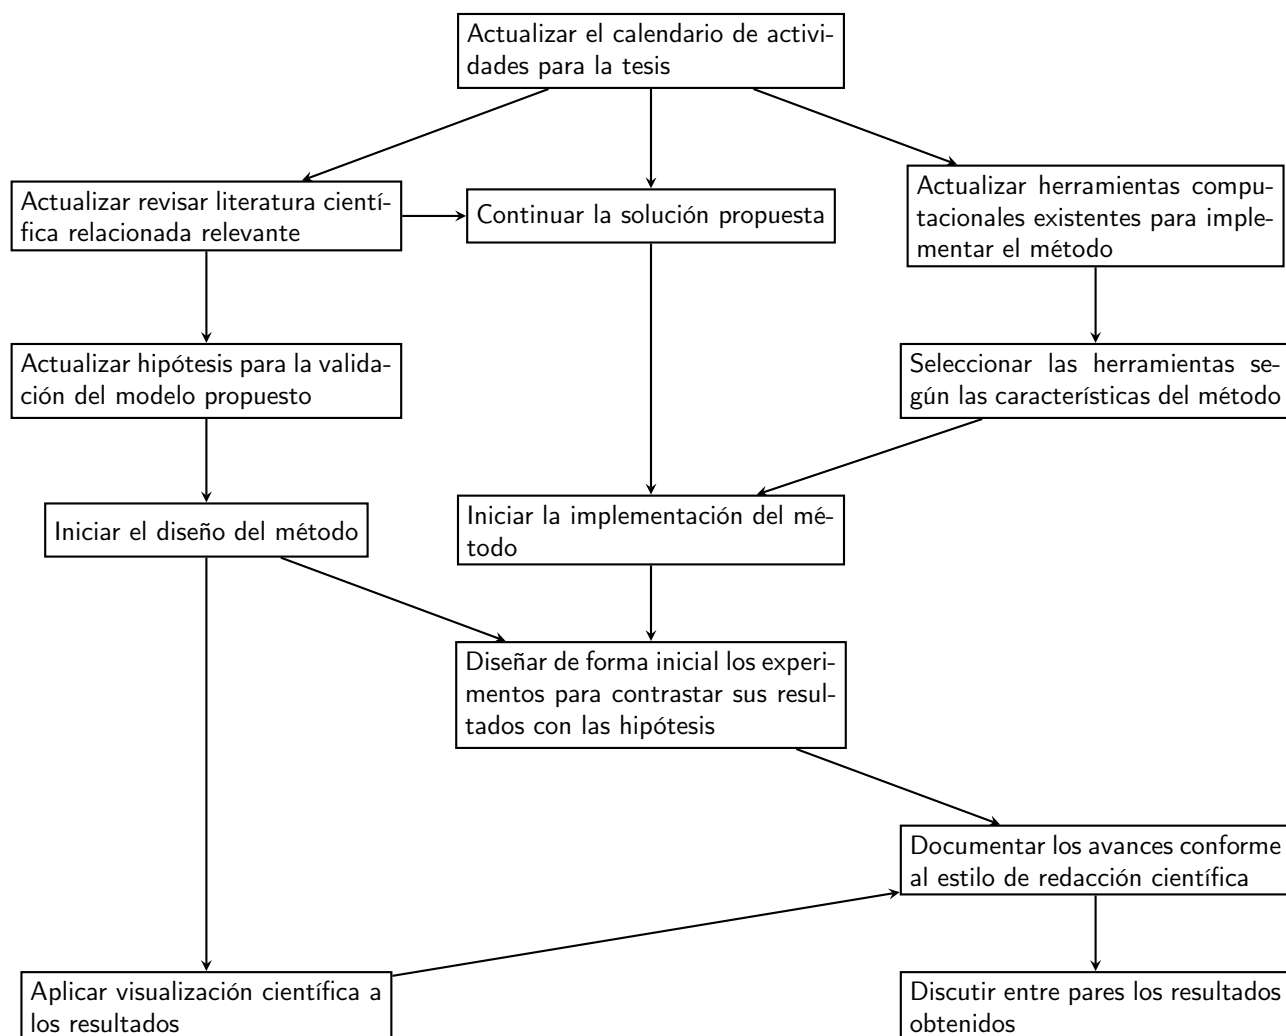 Actualizar el calendario de activi-
dades para la tesis
Actualizar revisar literatura cientí-
fica relacionada relevante
Continuar la solución propuesta
Actualizar herramientas compu-
tacionales existentes para imple-
mentar el método
Actualizar hipótesis para la valida-
ción del modelo propuesto
Seleccionar las herramientas se-
gún las características del método
Iniciar el diseño del método
Iniciar la implementación del mé-
todo
Diseñar de forma inicial los experi-
mentos para contrastar sus resul-
tados con las hipótesis
Documentar los avances conforme
al estilo de redacción científica
Aplicar visualización científica a
los resultados
Discutir entre pares los resultados
obtenidos